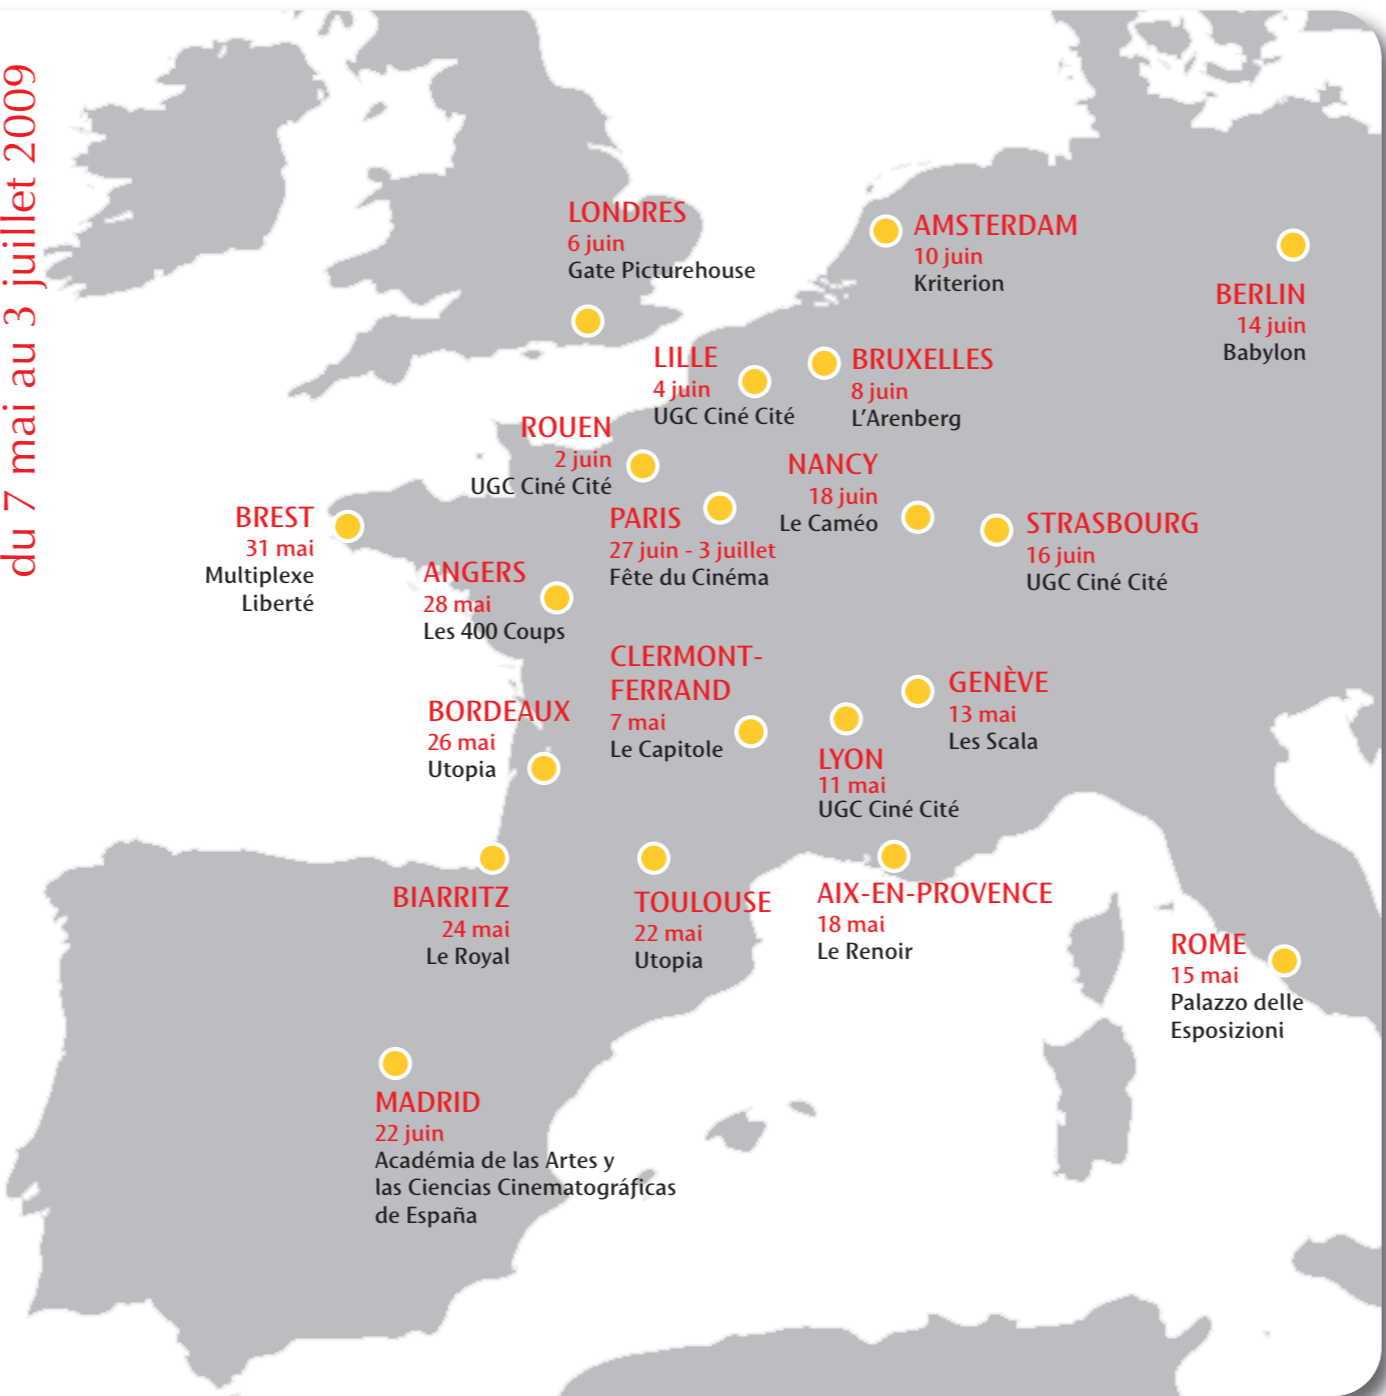 du 7 mai au 3 juillet 2009
LONDRES
6 juin
Gate Picturehouse
AMSTERDAM
10 juin
Kriterion
BERLIN
14 juin
Babylon
LILLE
4 juin
UGC Ciné Cité
BRUXELLES
8 juin
L'Arenberg
ROUEN
2 juin
UGC Ciné Cité
NANCY
18 juin
Le Caméo
BREST
31 mai
Multiplexe
Liberté
PARIS
27 juin - 3 juillet
Fête du Cinéma
STRASBOURG
16 juin
UGC Ciné Cité
ANGERS
28 mai
Les 400 Coups
CLERMONT-
FERRAND
7 mai
Le Capitole
GENÈVE
13 mai
Les Scala
BORDEAUX
26 mai
Utopia
LYON
11 mai
UGC Ciné Cité
BIARRITZ
24 mai
Le Royal
TOULOUSE
22 mai
Utopia
AIX-EN-PROVENCE
18 mai
Le Renoir
ROME
15 mai
Palazzo delle
Esposizioni
MADRID
22 juin
Académia de las Artes y
las Ciencias Cinematográficas
de España